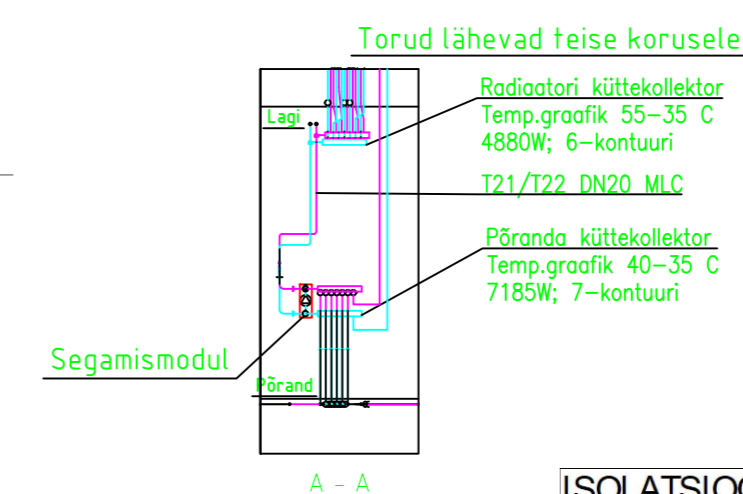 Torud lähevad teise korusele
Radiaatori küttekollektor
Temp.graafik 55-35 C
4880W; 6-kontuuri
Lagi
T21/T22 DN20 MLC
Põranda küttekollektor
Temp.graafik 40-35 C
7185W; 7-kontuuri
Segamismodul
Põrand
A - A